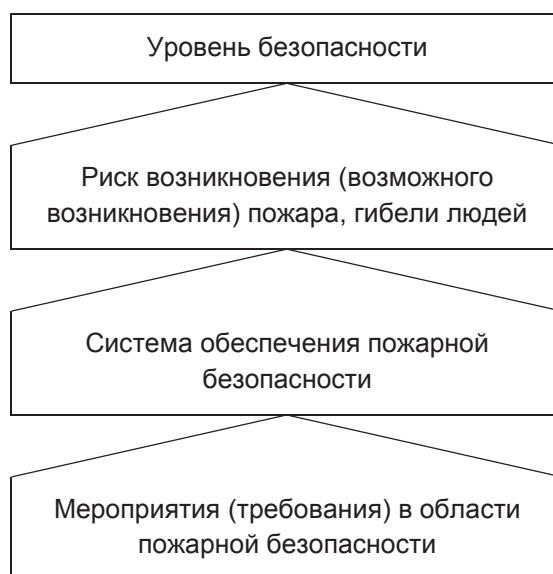 Уровень безопасности
Риск возникновения (возможного
возникновения) пожара, гибели людей
Система обеспечения пожарной
безопасности
Мероприятия (требования) в области
пожарной безопасности